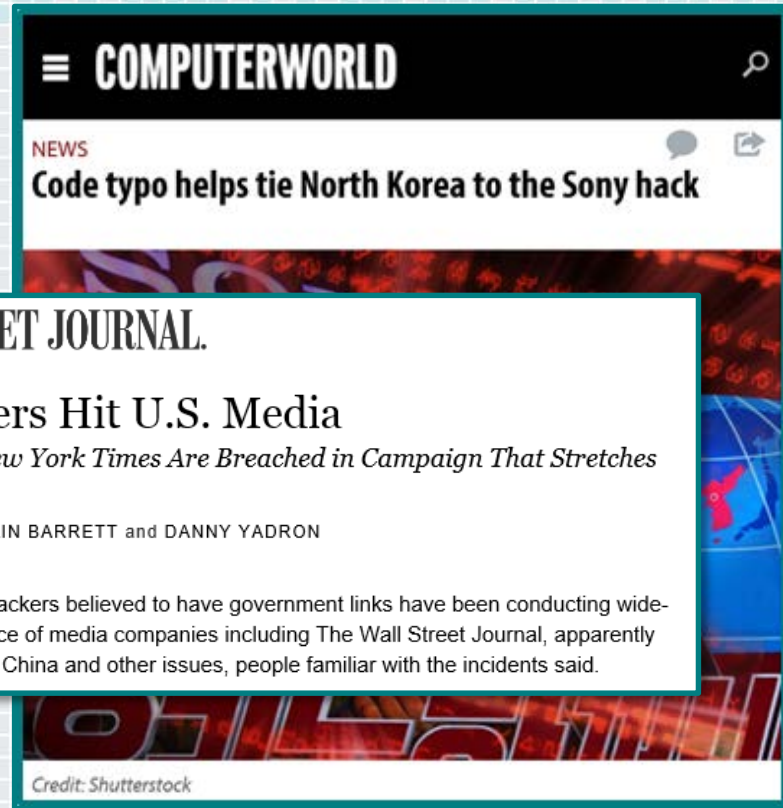 COMPUTERWORLD
NEWS
Code typo helps tie North Korea to the Sony hack
ET JOURNAL.
ers Hit U.S. Media
ew York Times Are Breached in Campaign That Stretches
IN BARRETT and DANNY YADRON
ackers believed to have government links have been conducting wide-
ce of media companies including The Wall Street Journal, apparently
China and other issues, people familiar with the incidents said.
Credit: Shutterstock